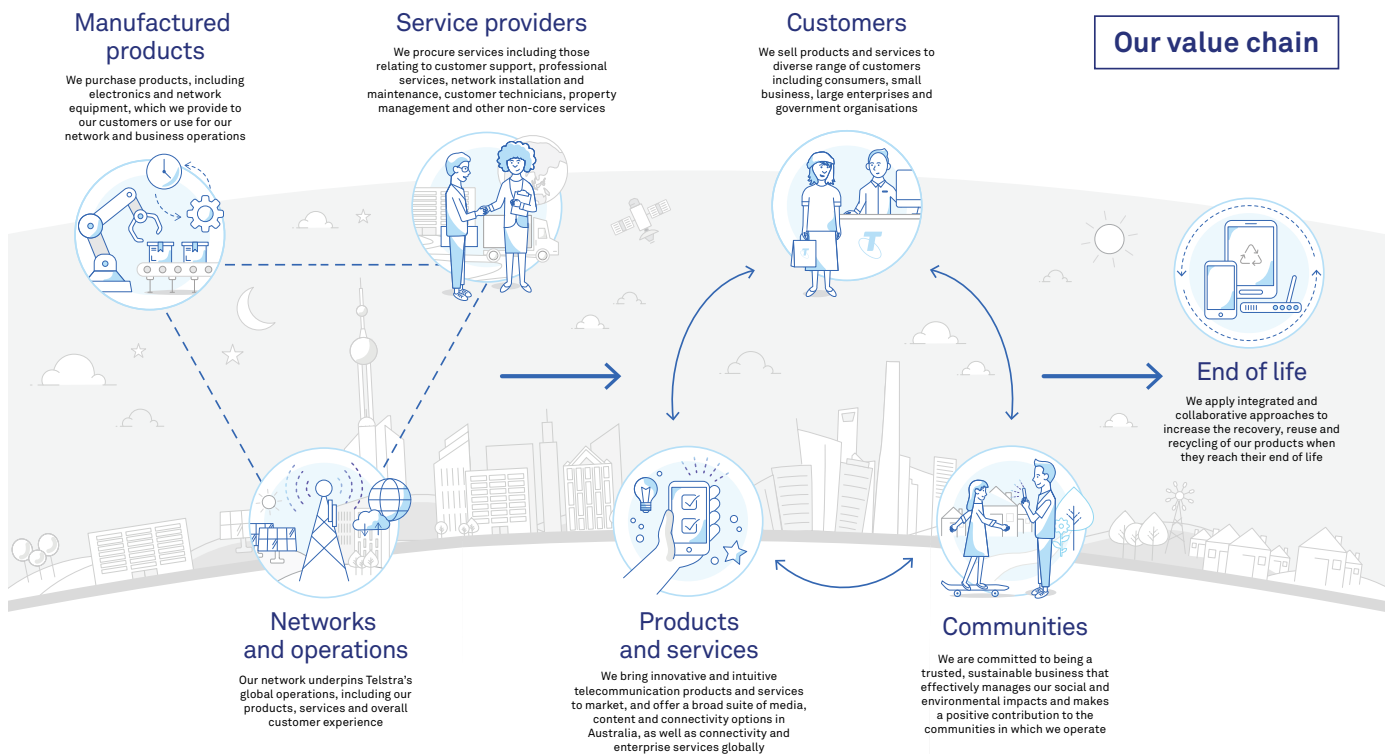 Manufactured
products
We purchase products, including
electronics and network
equipment, which we provide to
our customers or use for our
network and business operations
Service providers
We procure services including those
relating to customer support, professional
services, network installation and
maintenance, customer technicians, property
management and other non-core services
Customers
We sell products and services to
diverse range of customers
including consumers, small
business, large enterprises and
government organisations
Our value chain
T
T
End of life
We apply integrated and
collaborative approaches to
increase the recovery, reuse and
recycling of our products when
they reach their end of life
Networks
and operations
Our network underpins Telstra’s
global operations, including our
products, services and overall
customer experience
Products
and services
We bring innovative and intuitive
telecommunication products and services
to market, and offer a broad suite of media,
content and connectivity options in
Australia, as well as connectivity and
enterprise services globally
Communities
We are committed to being a
trusted, sustainable business that
effectively manages our social and
environmental impacts and makes
a positive contribution to the
communities in which we operate